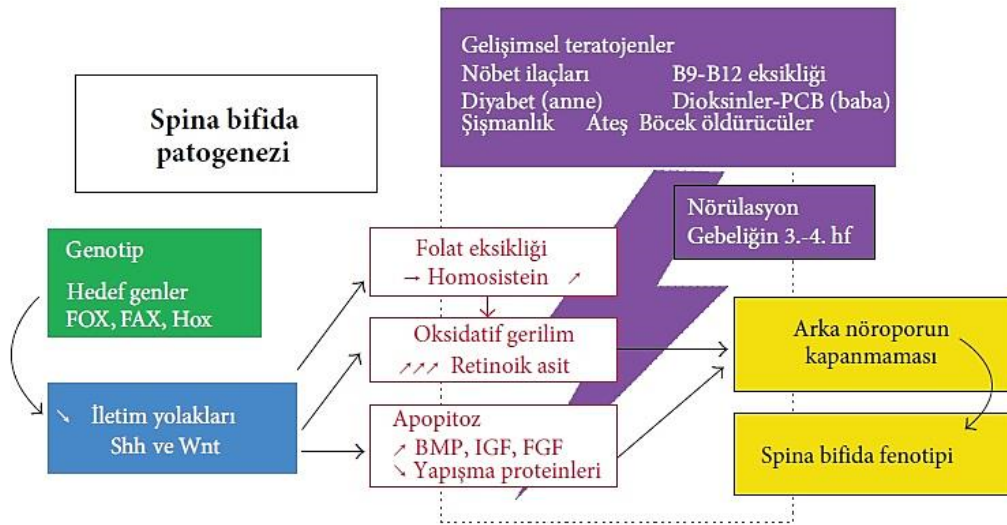 Spina bifida
patogenezi
Gelişimsel teratojenler
Nöbet ilaçları B9-B12 eksikliği
Diyabet (anne) Dioksinler-PCB (baba)
Şişmanlık Ateş Böcek öldürücüler
Nörülasyon
Gebeliğin 3.-4. hf
Genotip
Hedef genler
FOX, FAX, Hox
↘ İletim yolakları
Shh ve Wnt
Folat eksikliği
→ Homosistein ↗
Oksidatif gerilim
↗↗↗ Retinoik asit
Apopitoz
↗ BMP, IGF, FGF
↘ Yapışma proteinleri
Arka nöroporun
kapanmaması
Spina bifida fenotipi